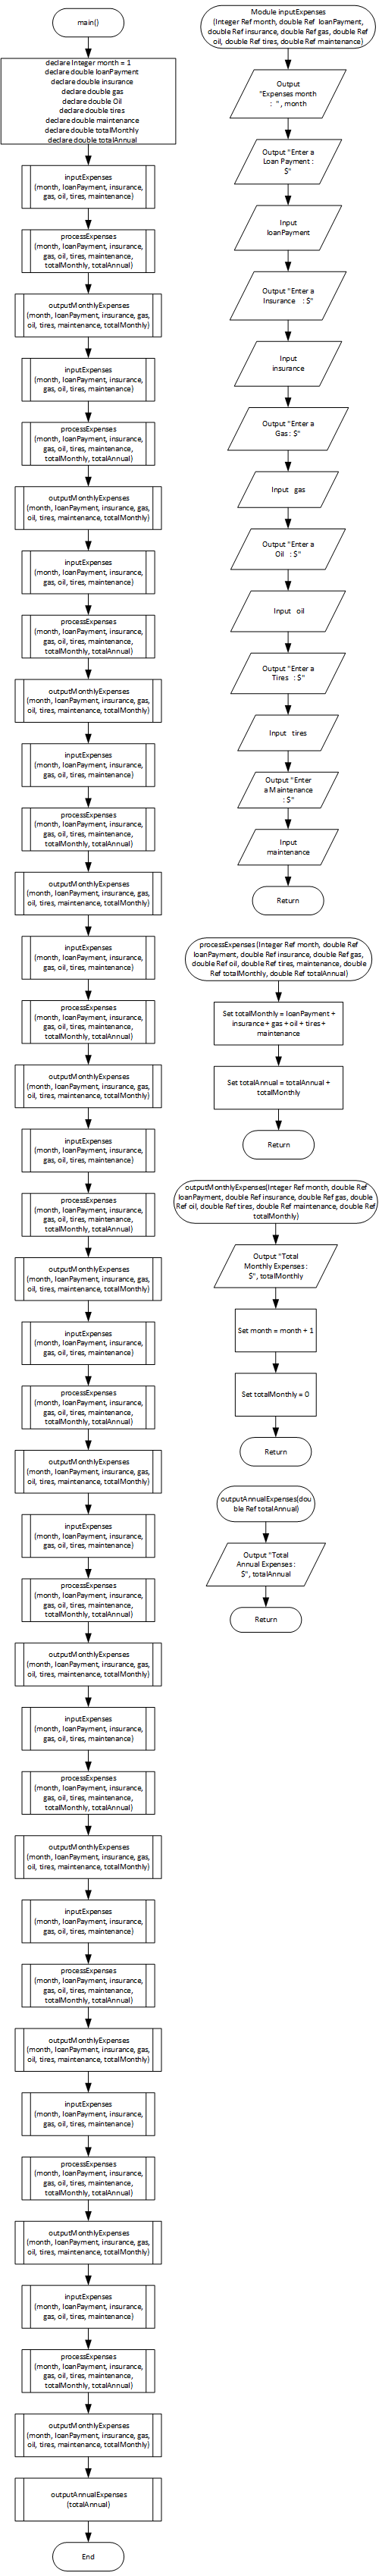 main()
declare Integer month = 1
declare double loanPayment
declare double insurance
declare double gas
declare double Oil
declare double tires
declare double maintenance
declare double totalMonthly
declare double totalAnnual
inputExpenses
(month, loanPayment, insurance,
gas, oil, tires, maintenance)
processExpenses
(month, loanPayment, insurance,
gas, oil, tires, maintenance,
totalMonthly, totalAnnual)
outputMonthlyExpenses
(month, loanPayment, insurance, gas,
oil, tires, maintenance, totalMonthly)
inputExpenses
(month, loanPayment, insurance,
gas, oil, tires, maintenance)
processExpenses
(month, loanPayment, insurance,
gas, oil, tires, maintenance,
totalMonthly, totalAnnual)
outputMonthlyExpenses
(month, loanPayment, insurance, gas,
oil, tires, maintenance, totalMonthly)
inputExpenses
(month, loanPayment, insurance,
gas, oil, tires, maintenance)
processExpenses
(month, loanPayment, insurance,
gas, oil, tires, maintenance,
totalMonthly, totalAnnual)
outputMonthlyExpenses
(month, loanPayment, insurance, gas,
oil, tires, maintenance, totalMonthly)
inputExpenses
(month, loanPayment, insurance,
gas, oil, tires, maintenance)
processExpenses
(month, loanPayment, insurance,
gas, oil, tires, maintenance,
totalMonthly, totalAnnual)
outputMonthlyExpenses
(month, loanPayment, insurance, gas,
oil, tires, maintenance, totalMonthly)
inputExpenses
(month, loanPayment, insurance,
gas, oil, tires, maintenance)
processExpenses
(month, loanPayment, insurance,
gas, oil, tires, maintenance,
totalMonthly, totalAnnual)
outputMonthlyExpenses
(month, loanPayment, insurance, gas,
oil, tires, maintenance, totalMonthly)
inputExpenses
(month, loanPayment, insurance,
gas, oil, tires, maintenance)
processExpenses
(month, loanPayment, insurance,
gas, oil, tires, maintenance,
totalMonthly, totalAnnual)
outputMonthlyExpenses
(month, loanPayment, insurance, gas,
oil, tires, maintenance, totalMonthly)
inputExpenses
(month, loanPayment, insurance,
gas, oil, tires, maintenance)
processExpenses
(month, loanPayment, insurance,
gas, oil, tires, maintenance,
totalMonthly, totalAnnual)
outputMonthlyExpenses
(month, loanPayment, insurance, gas,
oil, tires, maintenance, totalMonthly)
inputExpenses
(month, loanPayment, insurance,
gas, oil, tires, maintenance)
processExpenses
(month, loanPayment, insurance,
gas, oil, tires, maintenance,
totalMonthly, totalAnnual)
outputMonthlyExpenses
(month, loanPayment, insurance, gas,
oil, tires, maintenance, totalMonthly)
inputExpenses
(month, loanPayment, insurance,
gas, oil, tires, maintenance)
processExpenses
(month, loanPayment, insurance,
gas, oil, tires, maintenance,
totalMonthly, totalAnnual)
outputMonthlyExpenses
(month, loanPayment, insurance, gas,
oil, tires, maintenance, totalMonthly)
inputExpenses
(month, loanPayment, insurance,
gas, oil, tires, maintenance)
processExpenses
(month, loanPayment, insurance,
gas, oil, tires, maintenance,
totalMonthly, totalAnnual)
outputMonthlyExpenses
(month, loanPayment, insurance, gas,
oil, tires, maintenance, totalMonthly)
inputExpenses
(month, loanPayment, insurance,
gas, oil, tires, maintenance)
processExpenses
(month, loanPayment, insurance,
gas, oil, tires, maintenance,
totalMonthly, totalAnnual)
outputMonthlyExpenses
(month, loanPayment, insurance, gas,
oil, tires, maintenance, totalMonthly)
inputExpenses
(month, loanPayment, insurance,
gas, oil, tires, maintenance)
processExpenses
(month, loanPayment, insurance,
gas, oil, tires, maintenance,
totalMonthly, totalAnnual)
outputMonthlyExpenses
(month, loanPayment, insurance, gas,
oil, tires, maintenance, totalMonthly)
outputAnnualExpenses
(totalAnnual)
End
Module inputExpenses
(Integer Ref month, double Ref loanPayment,
double Ref insurance, double Ref gas, double Ref
oil, double Ref tires, double Ref maintenance)
Output
"Expenses month
: ", month
Output "Enter a
Loan Payment :
$"
Input
loanPayment
Output "Enter a
Insurance : $"
Input
insurance
Output "Enter a
Gas : $"
Input gas
Output "Enter a
Oil : $"
Input oil
Output "Enter a
Tires : $"
Input tires
Output "Enter
a Maintenance
: $"
Input
maintenance
Return
processExpenses(Integer Ref month, double Ref
loanPayment, double Ref insurance, double Ref gas,
double Ref oil, double Ref tires, maintenance, double
Ref totalMonthly, double Ref totalAnnual)
Set totalMonthly = loanPayment +
insurance + gas + oil + tires +
maintenance
Set totalAnnual = totalAnnual +
totalMonthly
Return
outputMonthlyExpenses(Integer Ref month, double Ref
loanPayment, double Ref insurance, double Ref gas, double
Ref oil, double Ref tires, double Ref maintenance, double Ref
totalMonthly)
Output "Total
Monthly Expenses :
$", totalMonthly
Set month = month + 1
Set totalMonthly = 0
Return
outputAnnualExpenses(dou
ble Ref totalAnnual)
Output "Total
Annual Expenses :
$", totalAnnual
Return